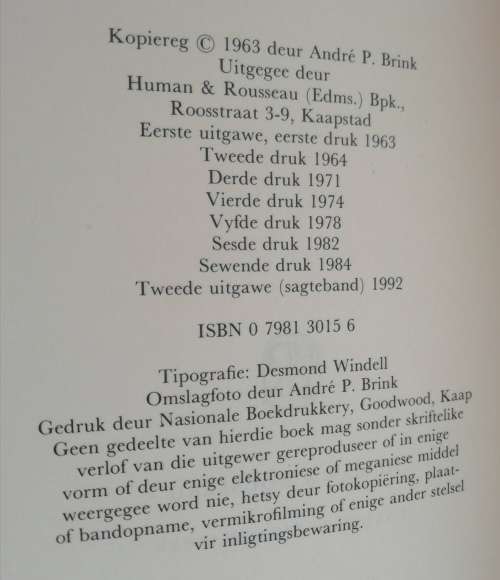 Kopiereg © 1963 deur André P. Brink
Uitgegee deur
Human & Rousseau (Edms.) Bpk.,
Roosstraat 3-9, Kaapstad
Eerste uitgawe, eerste druk 1963
Tweede druk 1964
Derde druk 1971
Vierde druk 1974
Vyfde druk 1978
Sesde druk 1982
Sewende druk 1984
Tweede uitgawe (sagteband) 1992
ISBN 0 7981 3015 6
Tipografie: Desmond Windell
Omslagfoto deur André P. Brink
Gedruk deur Nasionale Boekdrukkery, Goodwood, Kaap
Geen gedeelte van hierdie boek mag sonder skriftelike
verlof van die uitgewer gereproduseer of in enige
vorm of deur enige elektroniese of meganiese middel
weergegee word nie, hetsy deur fotokopiëring, plaat-
of bandopname, vermikrofilming of enige ander stelsel
vir inligtingsbewaring.